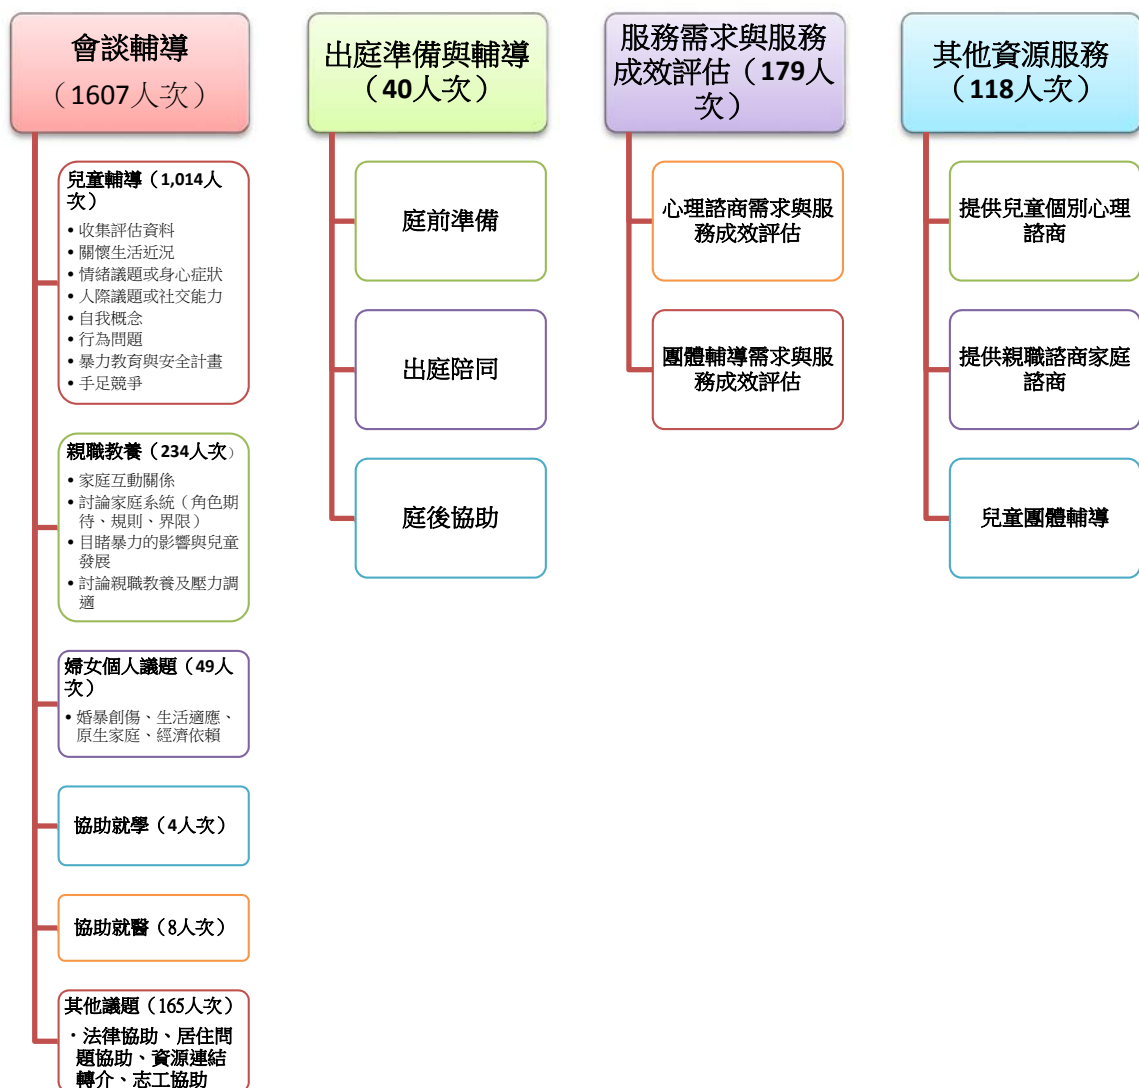 會談輔導
（1607人次）
兒童輔導（1,014人
次）
• 收集評估資料
• 關懷生活近況
• 情緒議題或身心症狀
• 人際議題或社交能力
• 自我概念
• 行為問題
• 暴力教育與安全計畫
• 手足競爭
親職教養（234人次）
• 家庭互動關係
• 討論家庭系統（角色期
待、規則、界限）
• 目睹暴力的影響與兒童
發展
• 討論親職教養及壓力調
適
婦女個人議題（49人
次）
• 婚暴創傷、生活適應、
原生家庭、經濟依賴
協助就學（4人次）
協助就醫（8人次）
其他議題（165人次）
・法律協助、居住問
題協助、資源連結
轉介、志工協助
出庭準備與輔導
（40人次）
庭前準備
出庭陪同
庭後協助
服務需求與服務
成效評估（179人
次）
心理諮商需求與服
務成效評估
團體輔導需求與服
務成效評估
其他資源服務
（118人次）
提供兒童個別心理
諮商
提供親職諮商家庭
諮商
兒童團體輔導